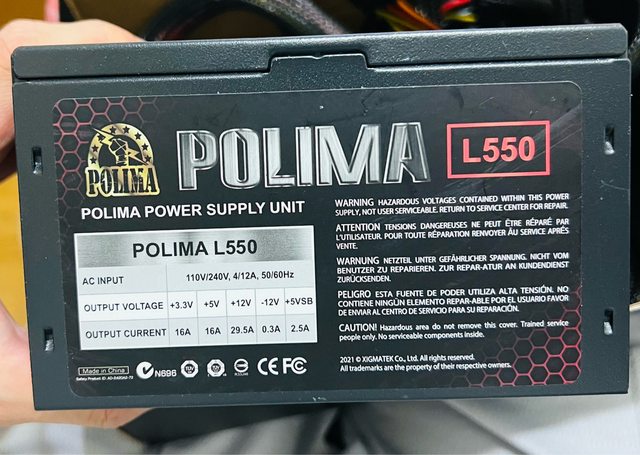 POLIMA
POLIMA
L550
POLIMA POWER SUPPLY UNIT
POLIMA L550
AC INPUT 110V/240V, 4/12A, 50/60Hz
OUTPUT VOLTAGE +3.3V +5V +12V -12V +5VSB
OUTPUT CURRENT 16A 16A 29.5A 0.3A 2.5A
WARNING HAZARDOUS VOLTAGES CONTAINED WITHIN THIS POWER
SUPPLY, NOT USER SERVICEABLE. RETURN TO SERVICE CENTER FOR REPAIR.
ATTENTION TENSIONS DANGEREUSES NE PEUT ÊTRE RÉPARÉ PAR
L'UTILISATEUR. POUR TOUTE RÉPARATION RENVOYER ÂU SERVICE APRÉS
VENTE.
WARNUNG NETZTEIL UNTER GEFÄHRLICHER SPANNUNG. NICHT VOM
BENUTZER ZU REPARIEREN. ZUR REPAR-ATUR AN KUNDENDIENST
ZURÜCKSENDEN.
PELIGRO ESTA FUENTE DE PODER UTILIZA ALTA TENSIÓN. NO
CONTIENE NINGÚN ELEMENTO REPAR-ABLE POR EL USUARIO FAVOR
DE ENVIAR AL CENTRO DE SERVICIO PARA SU REPARACIÓN.
CAUTION! Hazardous area do not remove this cover. Trained service
people only. No serviceable components inside.
2021 © XIGMATEK Co., Ltd. All rights reserved.
All trademarks are the property of their respective owners.
Made in China
Safety Product ID:
N696
TÜV
TÜV
CE FC